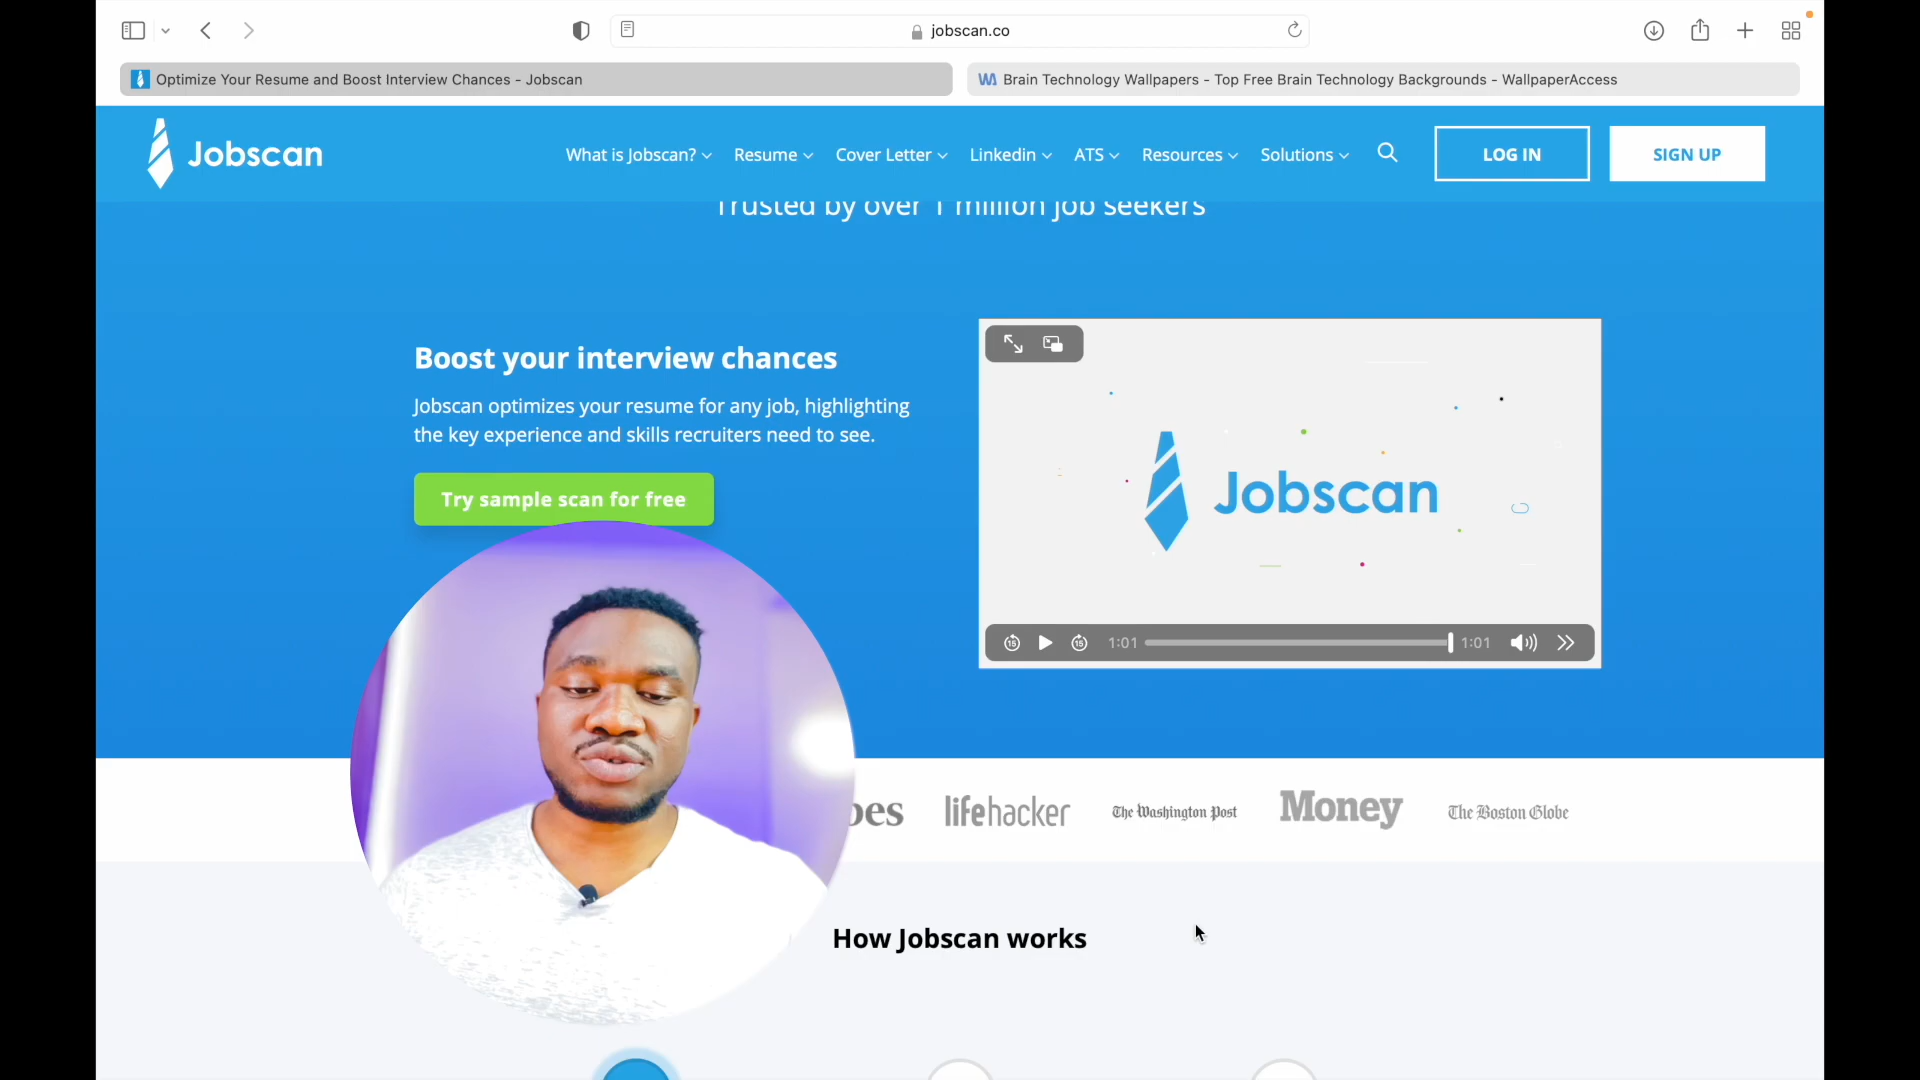 jobscan.co
Optimize Your Resume and Boost Interview Chances - Jobscan
Brain Technology Wallpapers - Top Free Brain Technology Backgrounds - WallpaperAccess
Jobscan
What is Jobscan?
Resume
Cover Letter
Linkedin
ATS
Resources
Solutions
LOG IN
SIGN UP
Trusted by over 1 million job seekers
Boost your interview chances
Jobscan optimizes your resume for any job, highlighting
the key experience and skills recruiters need to see.
Try sample scan for free
Jobscan
15
15
1:01
1:01
bes
lifehacker
The Washington Post
Money
The Boston Globe
How Jobscan works